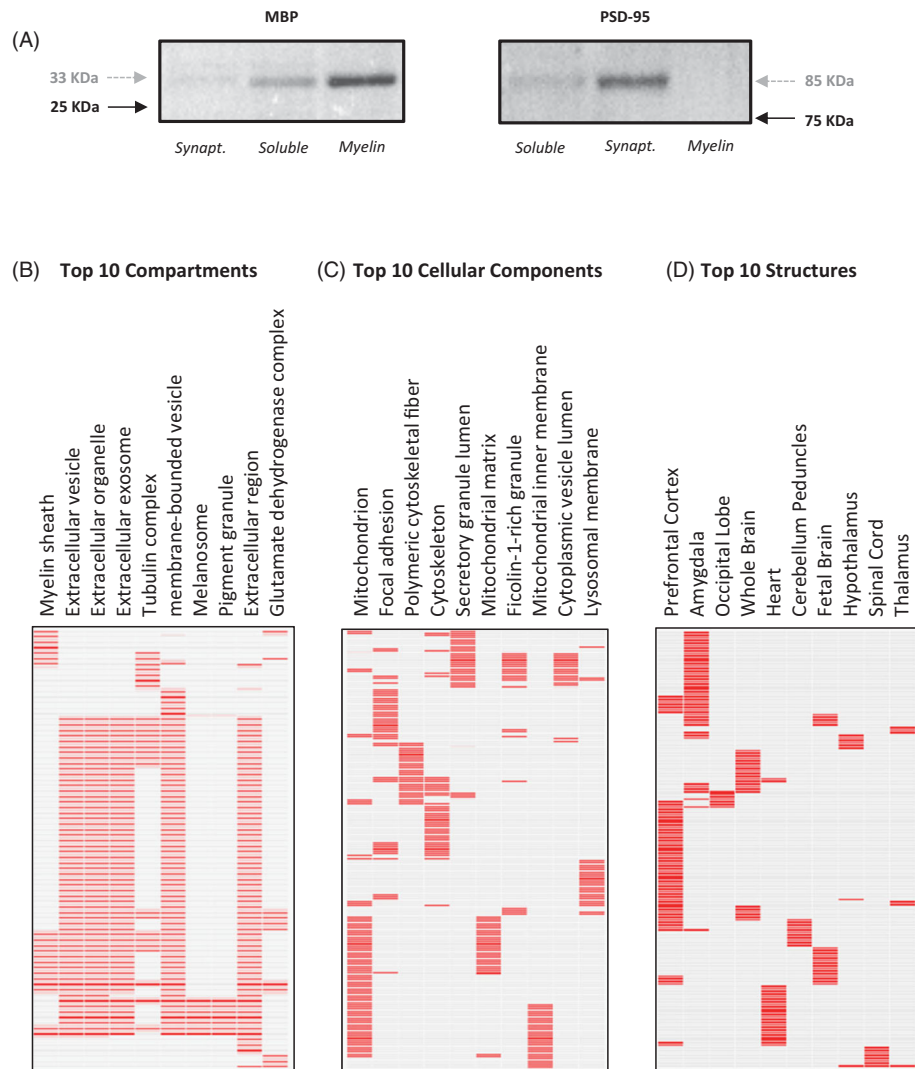 (A)
MBP
PSD-95
33 KDa
25 KDa
85 KDa
75 KDa
Synapt. Soluble Myelin
Soluble Synapt. Myelin
(B) Top 10 Compartments
Myelin sheath
Extracellular vesicle
Extracellular organelle
Extracellular exosome
Tubulin complex
membrane-bounded vesicle
Melanosome
Pigment granule
Extracellular region
Glutamate dehydrogenase complex
(C) Top 10 Cellular Components
Mitochondrion
Focal adhesion
Polymeric cytoskeletal fiber
Cytoskeleton
Secretory granule lumen
Mitochondrial matrix
Ficolin-1-rich granule
Mitochondrial inner membrane
Cytoplasmic vesicle lumen
Lysosomal membrane
(D) Top 10 Structures
Prefrontal Cortex
Amygdala
Occipital Lobe
Whole Brain
Heart
Cerebellum Peduncles
Fetal Brain
Hypothalamus
Spinal Cord
Thalamus